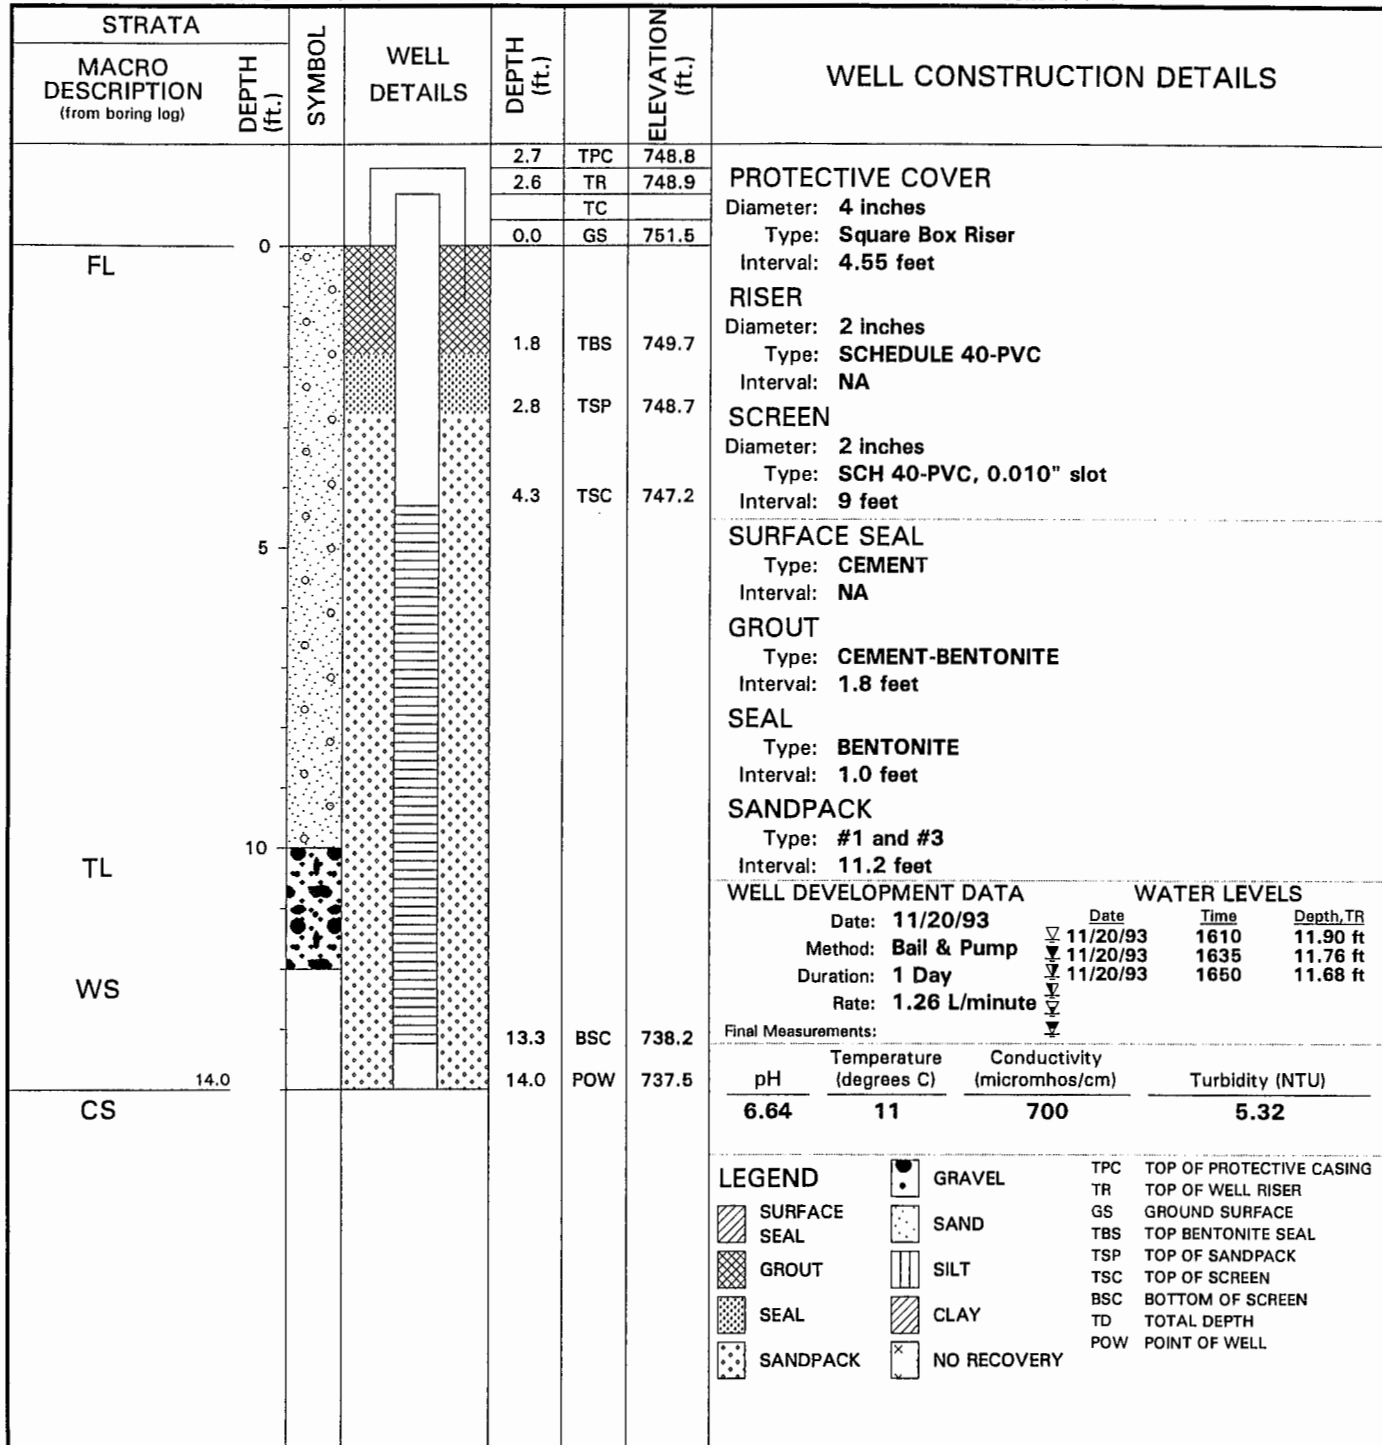 STRATA
MACRO
DESCRIPTION
(from boring log)
DEPTH
(ft.)
SYMBOL
WELL
DETAILS
DEPTH
(ft.)
ELEVATION
(ft.)
WELL CONSTRUCTION DETAILS
2.7 TPC 748.8
2.6 TR 748.9
TC
0.0 GS 751.5
1.8 TBS 749.7
2.8 TSP 748.7
4.3 TSC 747.2
13.3 BSC 738.2
14.0 POW 737.5
0
FL
5
10
TL
WS
14.0
CS
PROTECTIVE COVER
Diameter: 4 inches
Type: Square Box Riser
Interval: 4.55 feet
RISER
Diameter: 2 inches
Type: SCHEDULE 40-PVC
Interval: NA
SCREEN
Diameter: 2 inches
Type: SCH 40-PVC, 0.010" slot
Interval: 9 feet
SURFACE SEAL
Type: CEMENT
Interval: NA
GROUT
Type: CEMENT-BENTONITE
Interval: 1.8 feet
SEAL
Type: BENTONITE
Interval: 1.0 feet
SANDPACK
Type: #1 and #3
Interval: 11.2 feet
WELL DEVELOPMENT DATA
Date: 11/20/93
Method: Bail & Pump
Duration: 1 Day
Rate: 1.26 L/minute
WATER LEVELS
Date Time Depth,TR
11/20/93 1610 11.90 ft
11/20/93 1635 11.76 ft
11/20/93 1650 11.68 ft
Final Measurements:
pH
Temperature
(degrees C)
Conductivity
(micromhos/cm)
Turbidity (NTU)
6.64 11 700 5.32
LEGEND
SURFACE
SEAL
GROUT
SEAL
SANDPACK
GRAVEL
SAND
SILT
CLAY
NO RECOVERY
TPC TOP OF PROTECTIVE CASING
TR TOP OF WELL RISER
GS GROUND SURFACE
TBS TOP BENTONITE SEAL
TSP TOP OF SANDPACK
TSC TOP OF SCREEN
BSC BOTTOM OF SCREEN
TD TOTAL DEPTH
POW POINT OF WELL